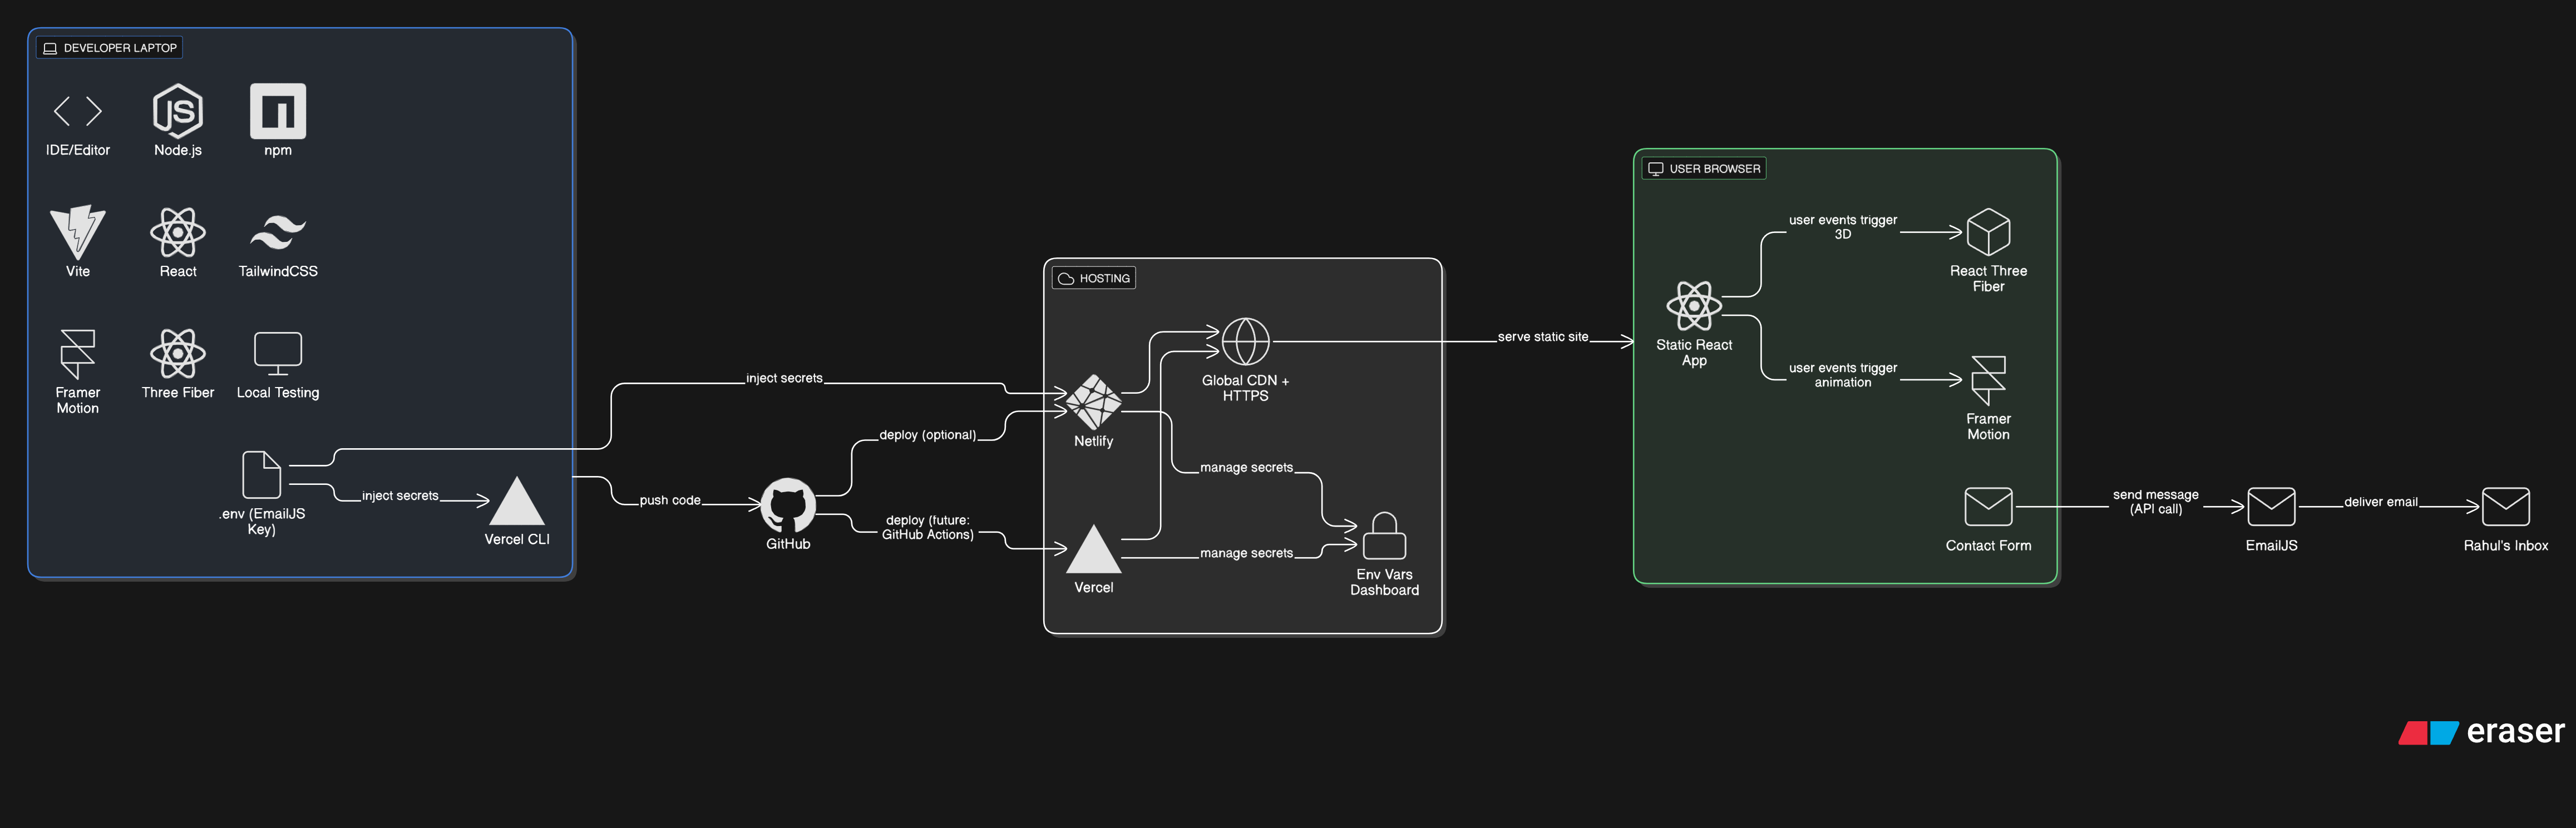 DEVELOPER LAPTOP
IDE/Editor
Node.js
npm
Vite
React
TailwindCSS
Framer
Motion
Three Fiber
Local Testing
.env (EmailJS
Key)
inject secrets
Vercel CLI
inject secrets
push code
GitHub
deploy (optional)
deploy (future:
GitHub Actions)
HOSTING
Netlify
Vercel
Global CDN +
HTTPS
manage secrets
manage secrets
Env Vars
Dashboard
serve static site
USER BROWSER
Static React
App
user events trigger
3D
React Three
Fiber
user events trigger
animation
Framer
Motion
Contact Form
send message
(API call)
EmailJS
deliver email
Rahul's Inbox
eraser